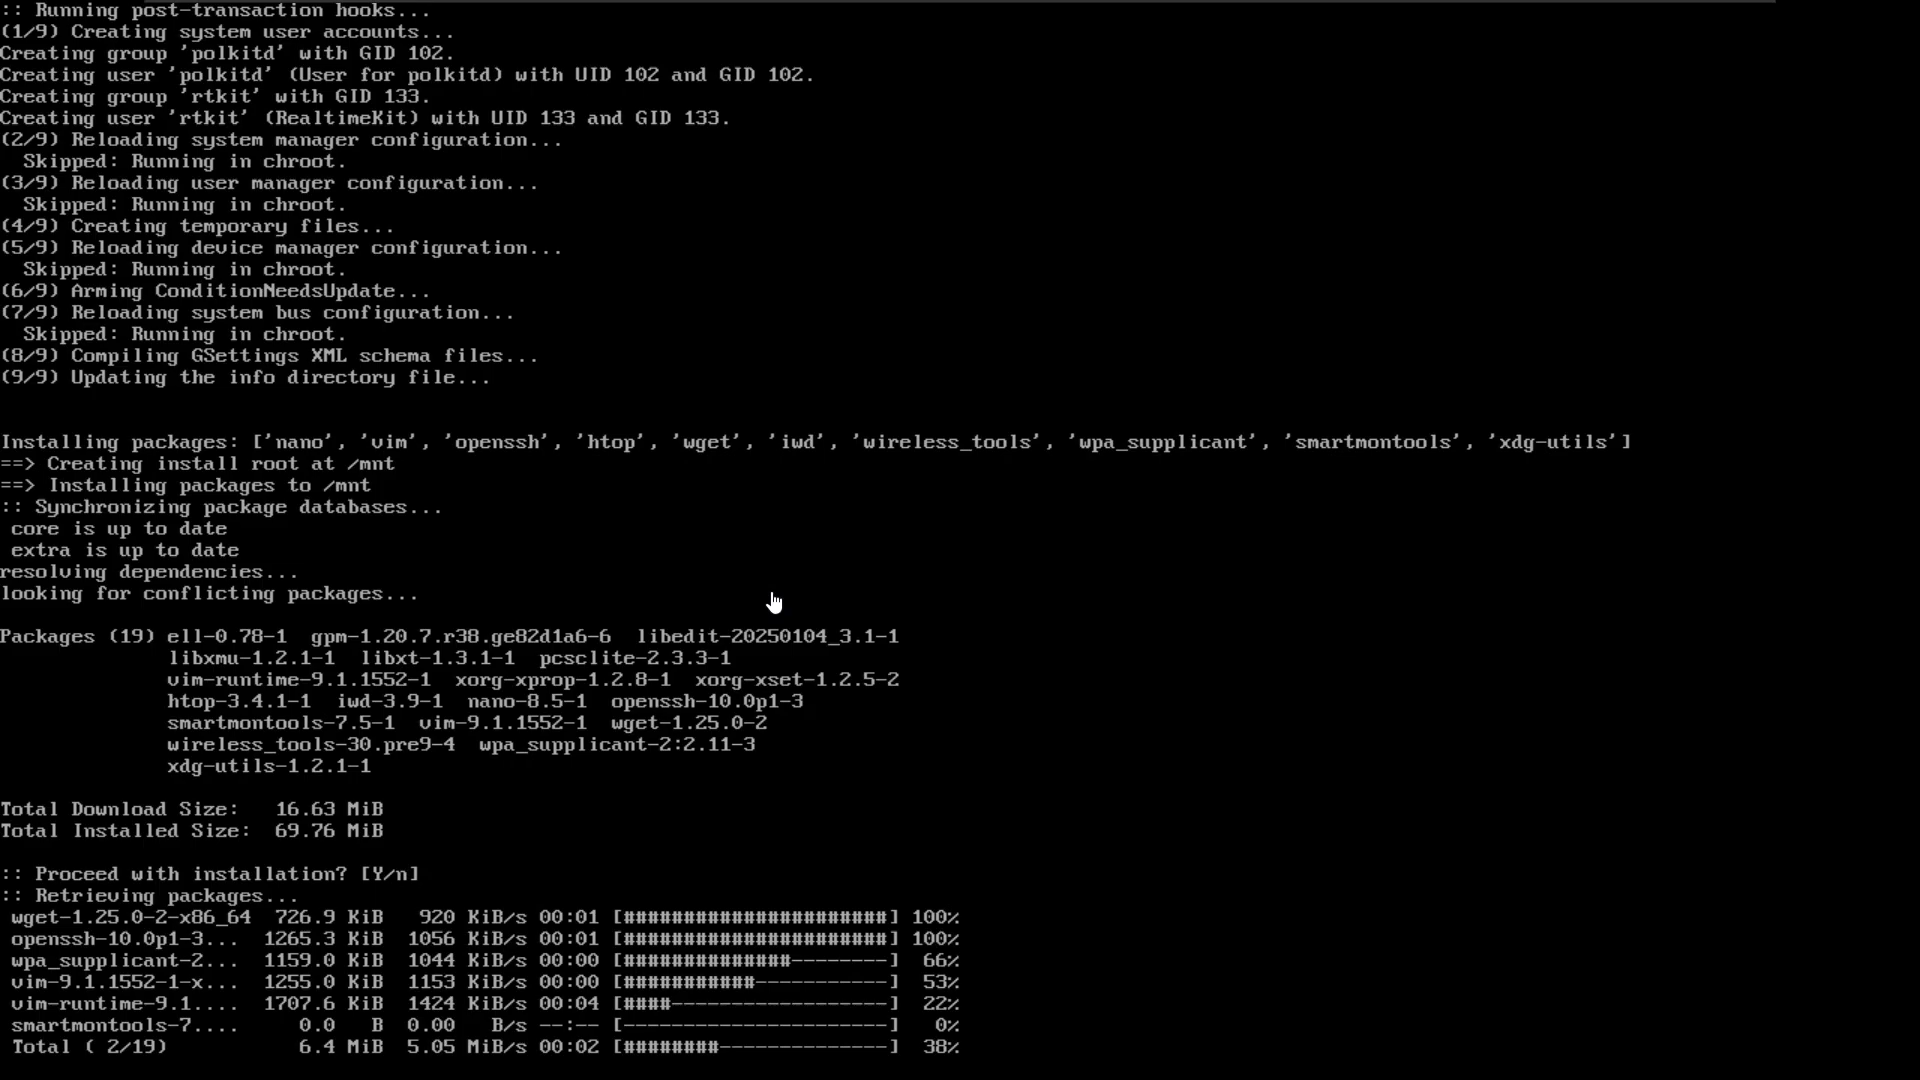 :: Running post-transaction hooks...
(1/9) Creating system user accounts...
Creating group 'polkitd' with GID 102.
Creating user 'polkitd' (User for polkitd) with UID 102 and GID 102.
Creating group 'rtkit' with GID 133.
Creating user 'rtkit' (RealtimeKit) with UID 133 and GID 133.
(2/9) Reloading system manager configuration...
  Skipped: Running in chroot.
(3/9) Reloading user manager configuration...
  Skipped: Running in chroot.
(4/9) Creating temporary files...
(5/9) Reloading device manager configuration...
  Skipped: Running in chroot.
(6/9) Arming ConditionNeedsUpdate...
(7/9) Reloading system bus configuration...
  Skipped: Running in chroot.
(8/9) Compiling GSettings XML schema files...
(9/9) Updating the info directory file...
Installing packages: ['nano', 'vim', 'openssh', 'htop', 'wget', 'iwd', 'wireless_tools', 'wpa_supplicant', 'smartmontools', 'xdg-utils']
==> Creating install root at /mnt
==> Installing packages to /mnt
:: Synchronizing package databases...
 core is up to date
 extra is up to date
resolving dependencies...
looking for conflicting packages...
Packages (19) ell-0.78-1  gpm-1.20.7.r38.ge82d1a6-6  libedit-20250104_3.1-1
              libxmu-1.2.1-1  libxt-1.3.1-1  pcsclite-2.3.3-1
              vim-runtime-9.1.1552-1  xorg-xprop-1.2.8-1  xorg-xset-1.2.5-2
              htop-3.4.1-1  iwd-3.9-1  nano-8.5-1  openssh-10.0p1-3
              smartmontools-7.5-1  vim-9.1.1552-1  wget-1.25.0-2
              wireless_tools-30.pre9-4  wpa_supplicant-2:2.11-3
              xdg-utils-1.2.1-1
Total Download Size:   16.63 MiB
Total Installed Size:  69.76 MiB
:: Proceed with installation? [Y/n]
:: Retrieving packages...
 wget-1.25.0-2-x86_64  726.9 KiB   920 KiB/s 00:01 [######################] 100%
 openssh-10.0p1-3...  1265.3 KiB  1056 KiB/s 00:01 [######################] 100%
 wpa_supplicant-2...  1159.0 KiB  1044 KiB/s 00:00 [##############--------]  66%
 vim-9.1.1552-1-x...  1255.0 KiB  1153 KiB/s 00:00 [###########-----------]  53%
 vim-runtime-9.1....  1707.6 KiB  1424 KiB/s 00:04 [####------------------]  22%
 smartmontools-7....     0.0   B  0.00   B/s --:-- [----------------------]   0%
 Total ( 2/19)           6.4 MiB  5.05 MiB/s 00:02 [########--------------]  38%